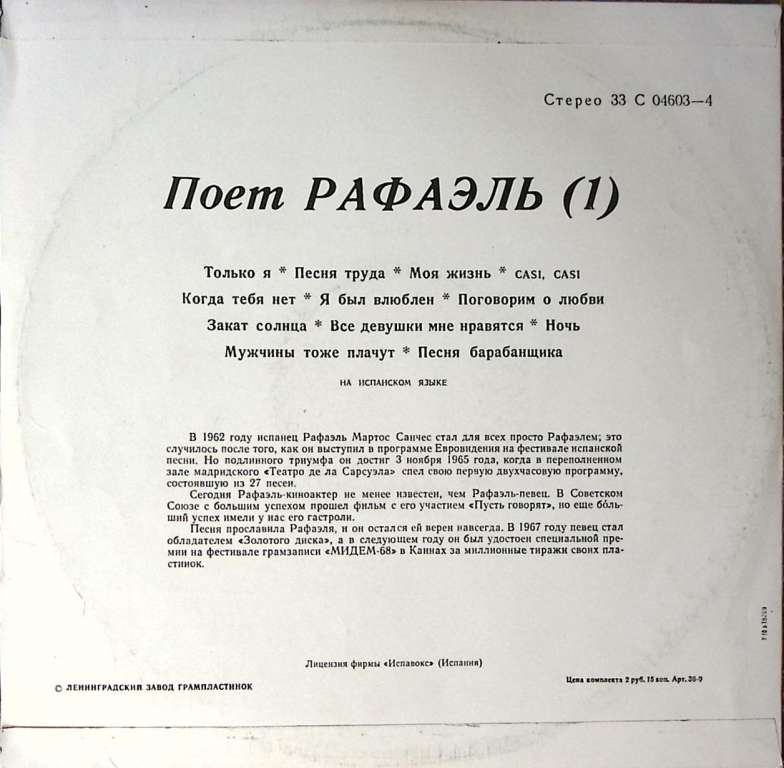 Стерео 33 С 04603—4
Поет РАФАЭЛЬ (1)
Только я * Песня труда * Моя жизнь * CASI, CASI
Когда тебя нет * Я был влюблен * Поговорим о любви
Закат солнца * Все девушки мне нравятся * Ночь
Мужчины тоже плачут * Песня барабанщика
НА ИСПАНСКОМ ЯЗЫКЕ
В 1962 году испанец Рафаэль Мартос Санчес стал для всех просто Рафаэлем; это
случилось после того, как он выступил в программе Евровидения на фестивале испанской
песни. Но подлинного триумфа он достиг 3 ноября 1965 года, когда в переполненном
зале мадридского «Театро де ла Сарсуэла» спел свою первую двухчасовую программу,
состоявшую из 27 песен.
Сегодня Рафаэль-киноактер не менее известен, чем Рафаэль-певец. В Советском
Союзе с большим успехом прошел фильм с его участием «Пусть говорят», но еще бо́ль-
ший успех имели у нас его гастроли.
Песня прославила Рафаэля, и он остался ей верен навсегда. В 1967 году певец стал
обладателем «Золотого диска», а в следующем году он был удостоен специальной пре-
мии на фестивале грамзаписи «МИДЕМ-68» в Каннах за миллионные тиражи своих пла-
стинок.
Лицензия фирмы «Испавокс» (Испания)
© ЛЕНИНГРАДСКИЙ ЗАВОД ГРАМПЛАСТИНОК
Цена комплекта 2 руб. 15 коп. Арт. 36-9